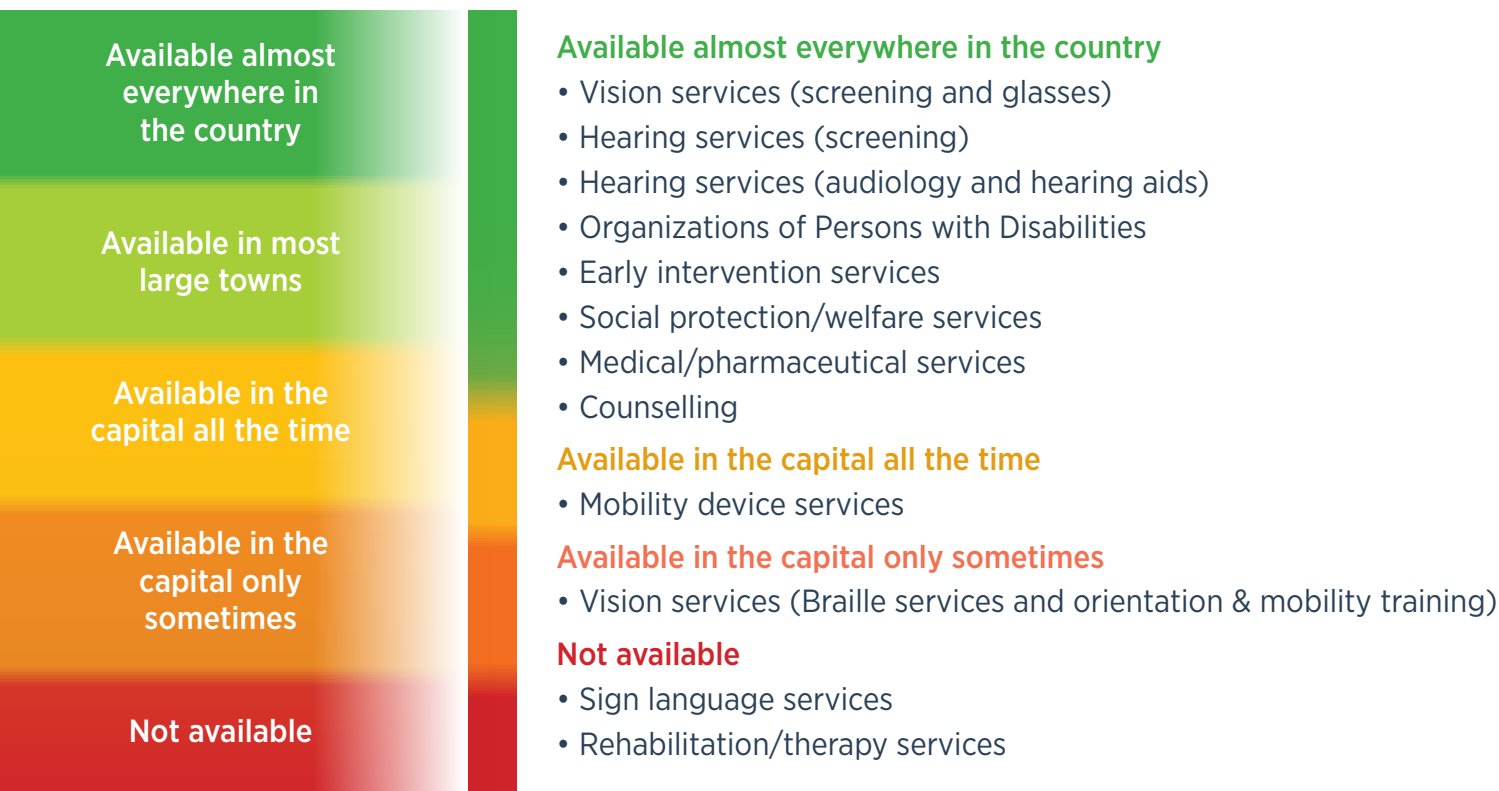 Available almost
everywhere in
the country
Available in most
large towns
Available in the
capital all the time
Available in the
capital only
sometimes
Not available
Available almost everywhere in the country
• Vision services (screening and glasses)
• Hearing services (screening)
• Hearing services (audiology and hearing aids)
• Organizations of Persons with Disabilities
• Early intervention services
• Social protection/welfare services
• Medical/pharmaceutical services
• Counselling
Available in the capital all the time
• Mobility device services
Available in the capital only sometimes
• Vision services (Braille services and orientation & mobility training)
Not available
• Sign language services
• Rehabilitation/therapy services